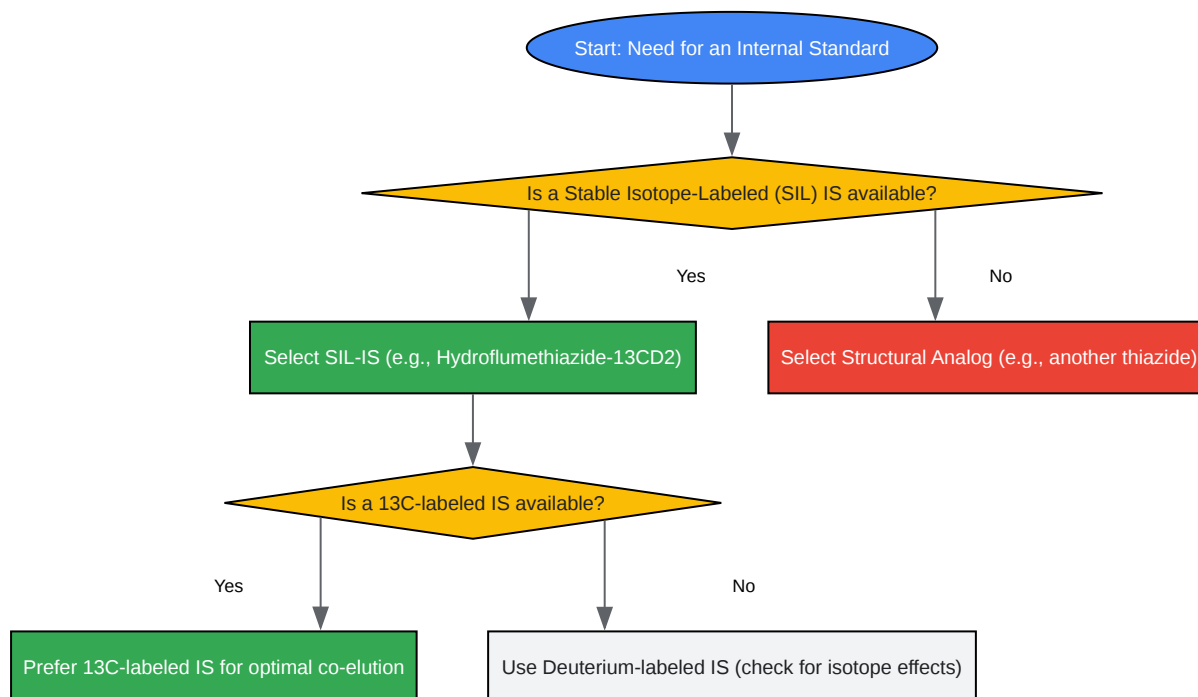 Start: Need for an Internal Standard
Is a Stable Isotope-Labeled (SIL) IS available?
Yes
No
Select SIL-IS (e.g., Hydroflumethiazide-13CD2)
Select Structural Analog (e.g., another thiazide)
Is a 13C-labeled IS available?
Yes
No
Prefer 13C-labeled IS for optimal co-elution
Use Deuterium-labeled IS (check for isotope effects)